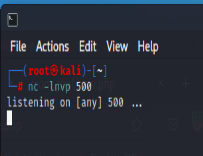 File Actions Edit View Help
┌──(root㉿kali)-[~]
└─# nc -lnvp 500
listening on [any] 500 ...